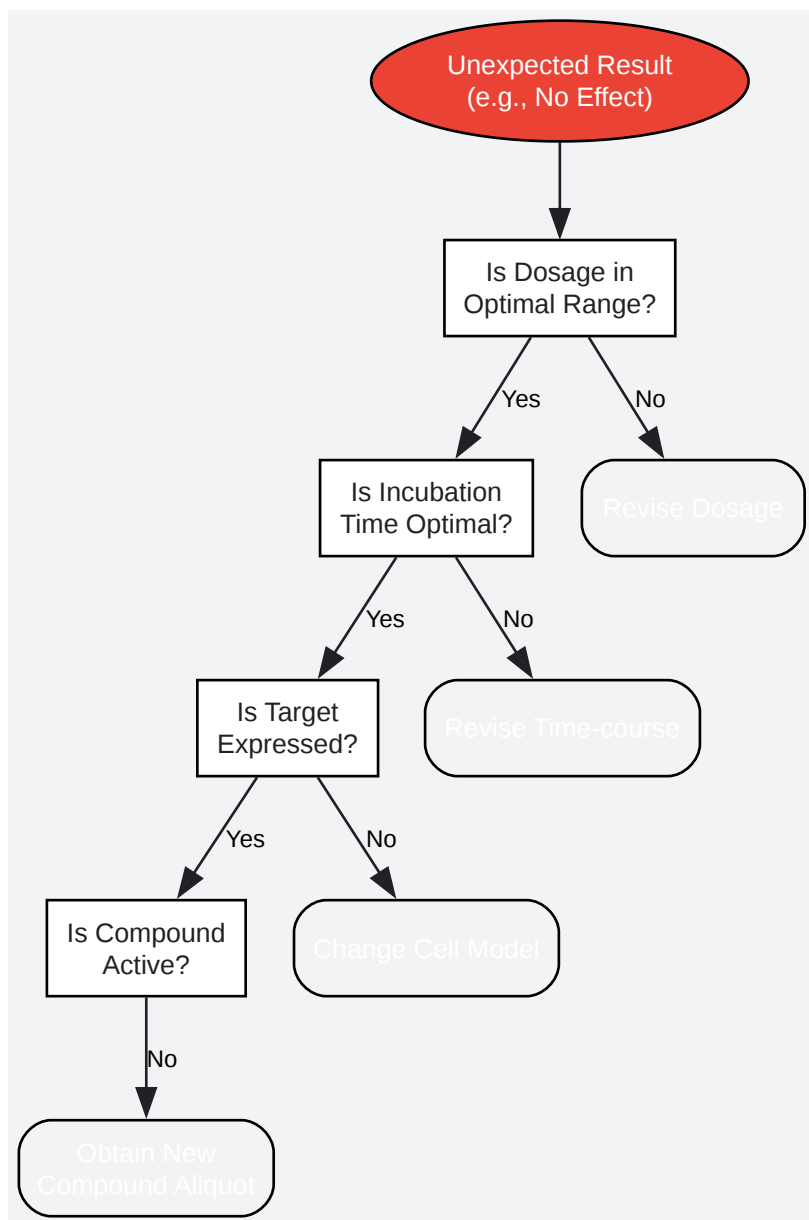 Unexpected Result
(e.g., No Effect)
Is Dosage in
Optimal Range?
Yes
No
Is Incubation
Time Optimal?
Revise Dosage
Yes
No
Is Target
Expressed?
Revise Time-course
Yes
No
Is Compound
Active?
Change Cell Model
No
Obtain New
Compound Aliquot